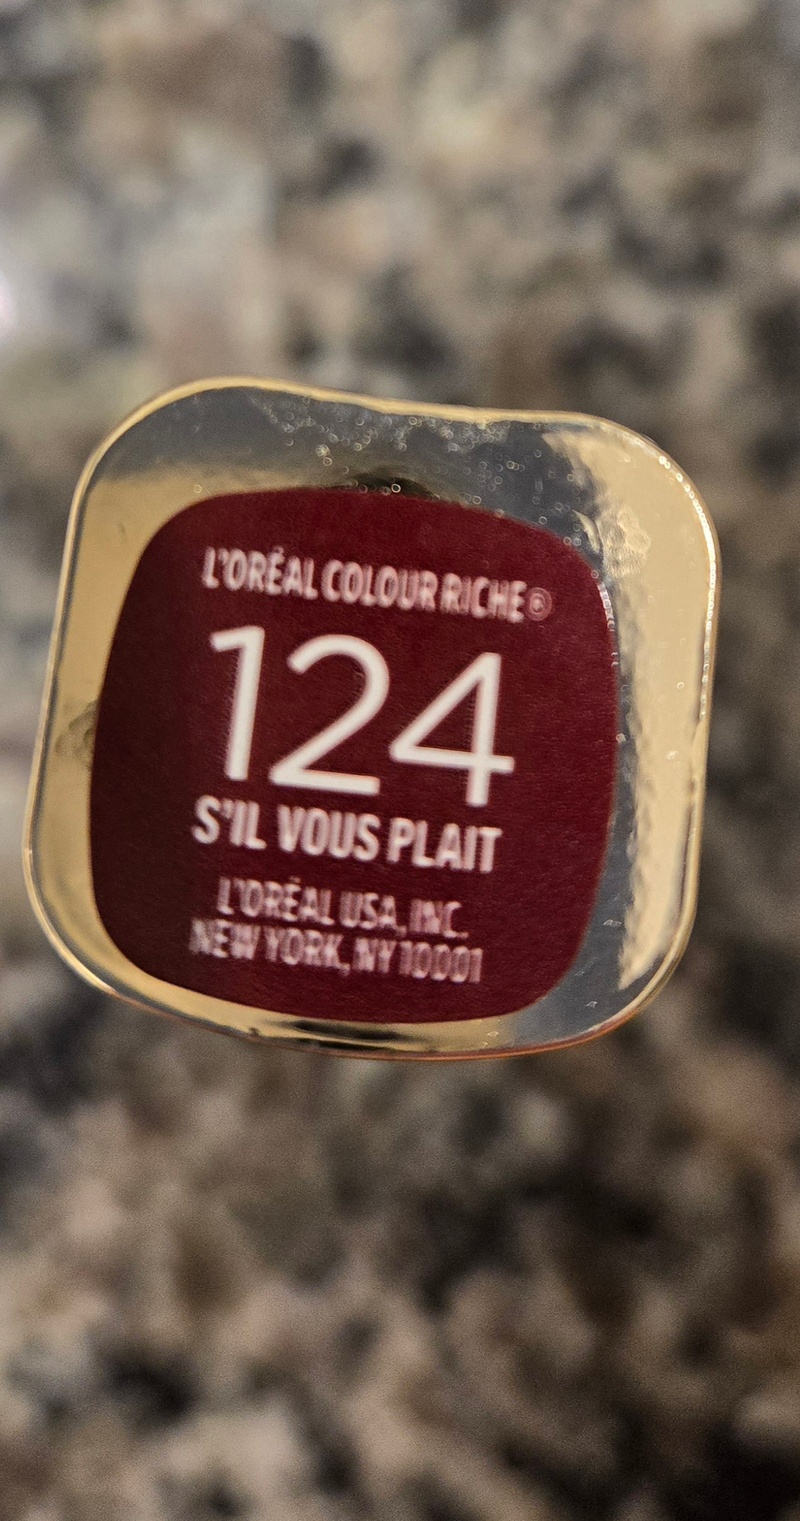 L'ORÉAL COLOUR RICHE®
124
S'IL VOUS PLAIT
L'ORÉAL USA, INC.
NEW YORK, NY 10001